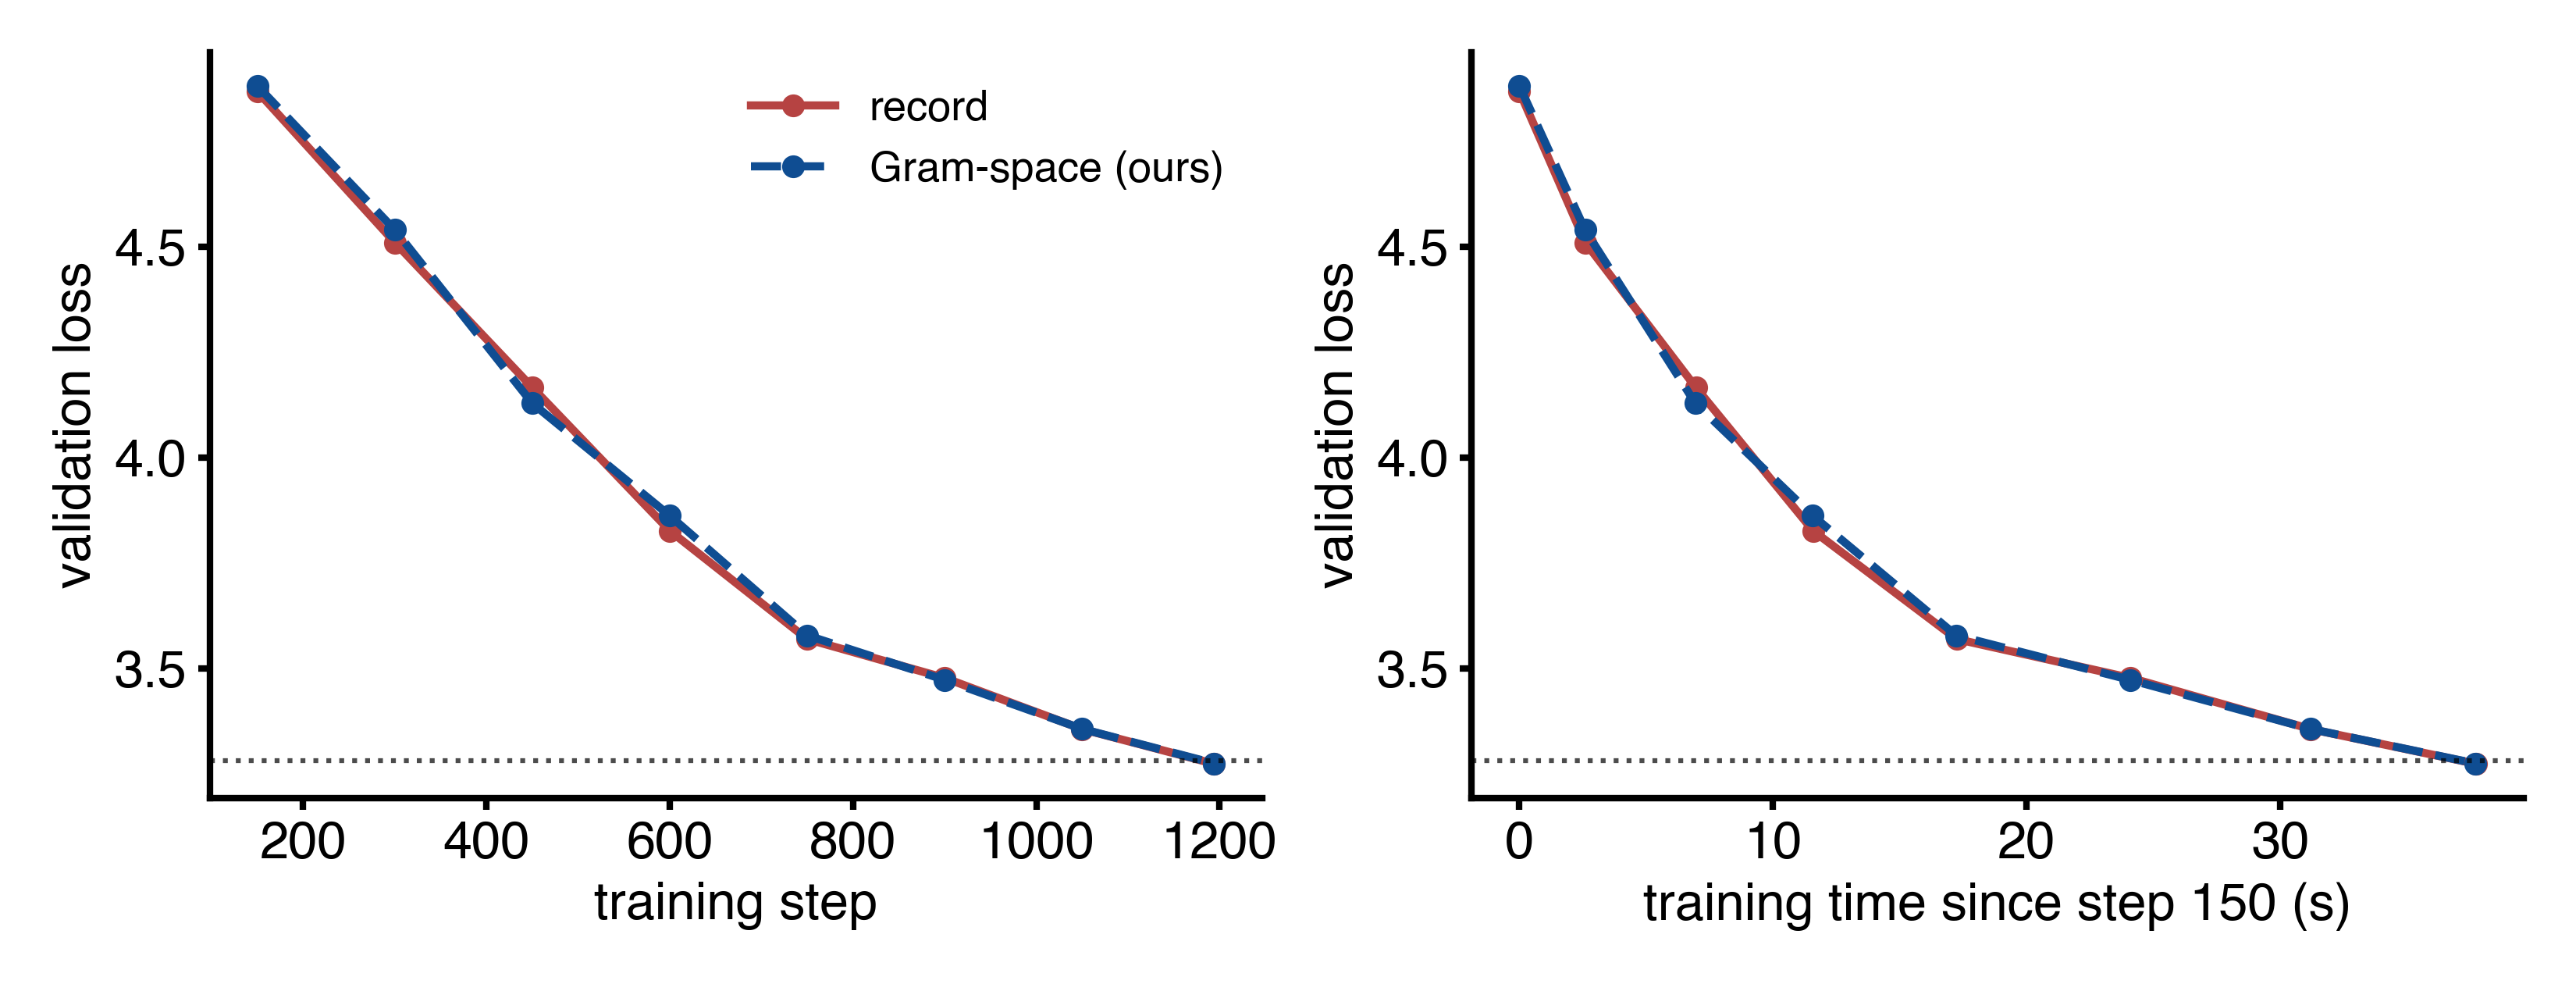 record
Gram-space (ours)
validation loss
4.5
4.0
3.5
200 400 600 800 1000 1200
training step
validation loss
4.5
4.0
3.5
0 10 20 30
training time since step 150 (s)